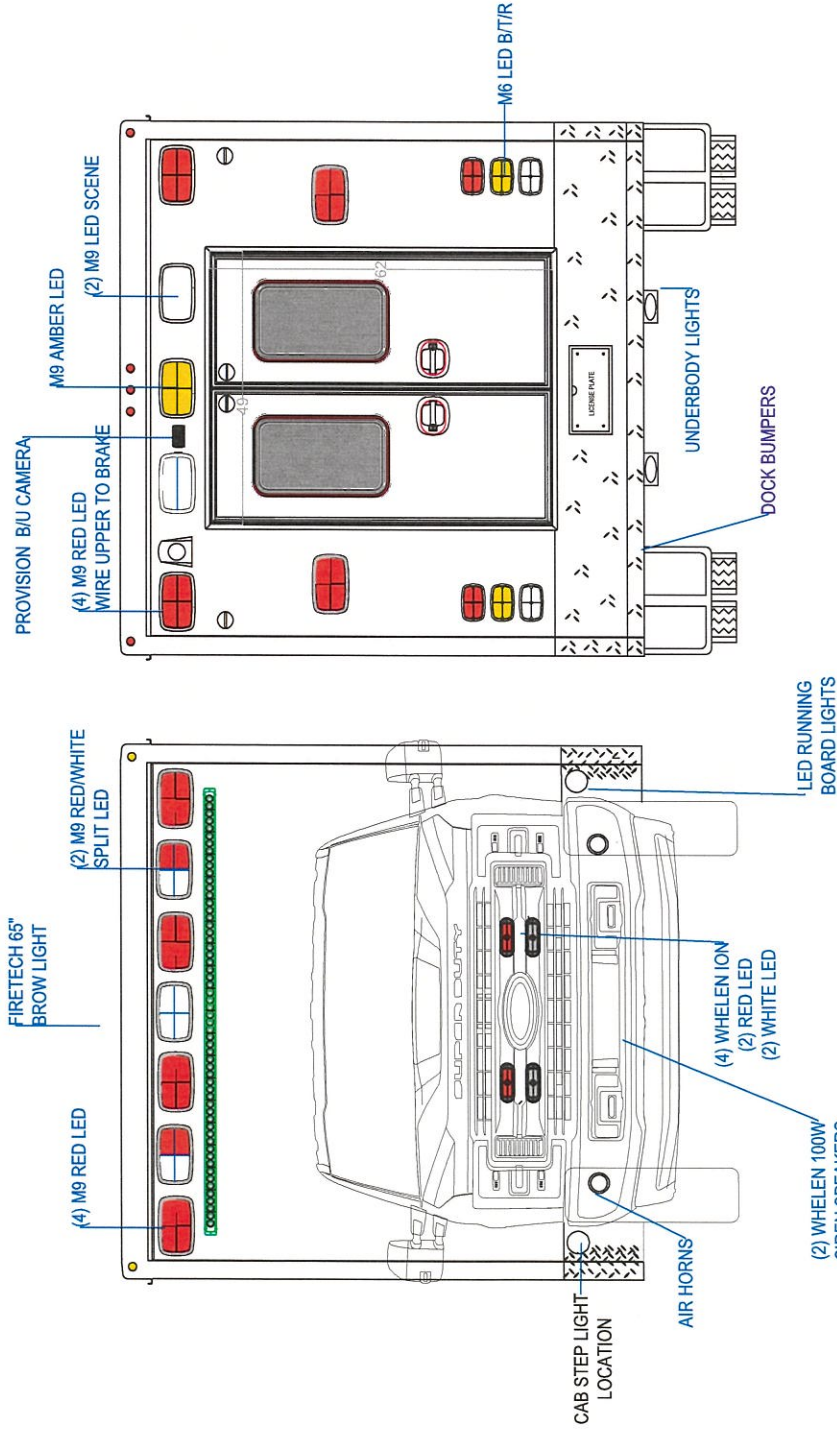 PROVISION B/U CAMERA
(4) M9 RED LED
WIRE UPPER TO BRAKE
M9 AMBER LED
(2) M9 LED SCENE
49
62
M6 LED B/T/R
LICENSE PLATE
UNDERBODY LIGHTS
DOCK BUMPERS
FIRETECH 65"
BROW LIGHT
(4) M9 RED LED
(2) M9 RED/WHITE
SPLIT LED
SUPER DUTY
CAB STEP LIGHT
LOCATION
AIR HORNS
(2) WHELEN 100W
SIREN SPEAKERS
(4) WHELEN ION
(2) RED LED
(2) WHITE LED
LED RUNNING
BOARD LIGHTS